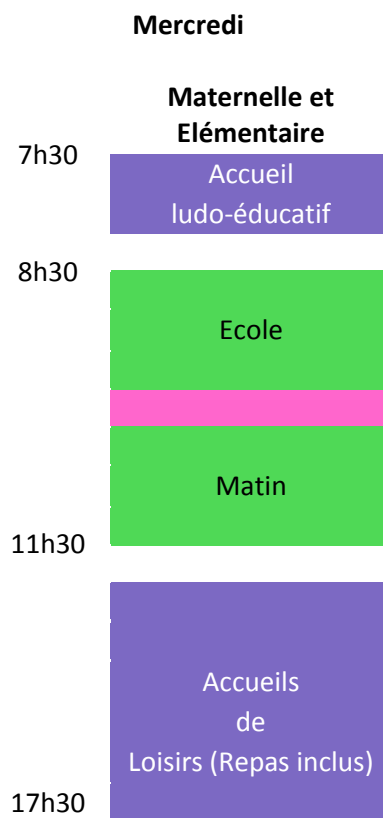 Mercredi
Maternelle et
Elémentaire
7h30
Accueil
ludo-éducatif
8h30
Ecole
Matin
11h30
Accueils
de
Loisirs (Repas inclus)
17h30